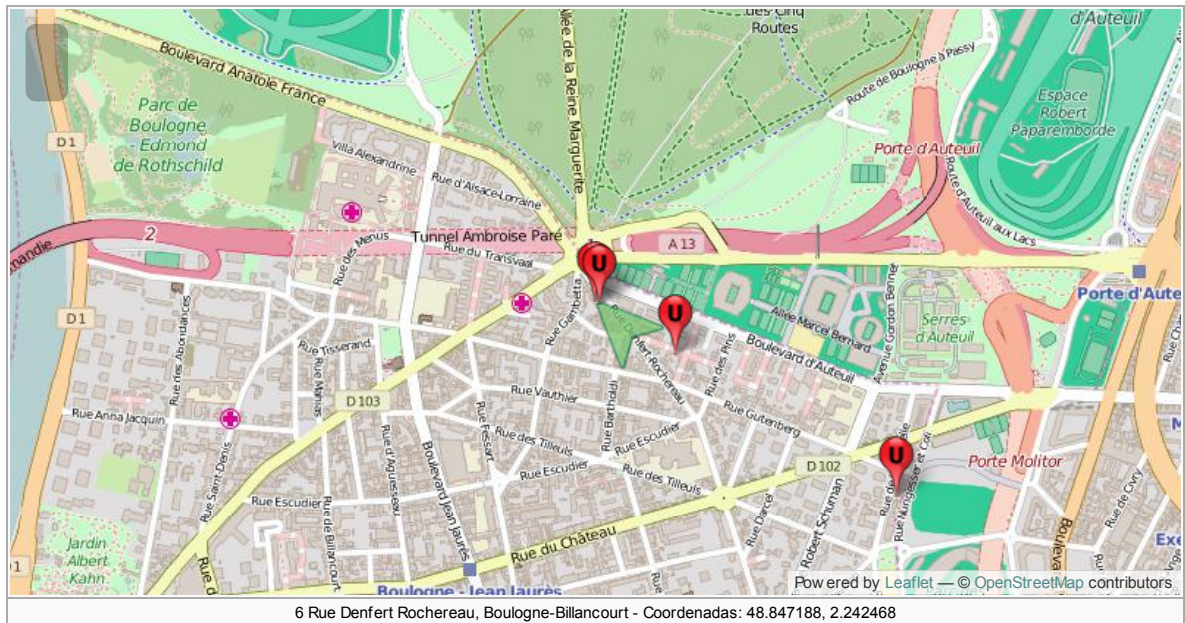 des Cinq
Routes
d'Auteuil
Boulevard Anatole France
Allée de la Reine Marguerite
Route de Boulogne à Passy
Espace
Robert
Paparemborde
Parc de
Boulogne
Edmond
de Rothschild
D 1
Villa Alexandrine
Porte d'Auteuil
Rue d'Alsace-Lorraine
Route d'Auteuil aux Lacs
2
Tunnel Ambroise Paré
A 13
Rue des Menus
Rue du Transvaal
U
Porte d'Aute
Rue Gambetta
U
Allée Marcel Bernard
Avenue Gordon Bennet
Serres
d'Auteuil
D 1
Rue des Abondances
Rue Denfert-Rochereau
Boulevard d'Auteuil
Rue Tisserand
Rue des Pins
Rue Mahias
D 103
Rue Vauthier
Rue Bartholdi
Rue Gutenberg
Rue Anna Jacquin
Rue Fessart
Rue des Tilleuls
Rue Escudier
U
D 102
Porte Molitor
Rue Saint-Denis
Rue d'Aguesseau
Boulevard Jean Jaurès
Rue Escudier
Rue des Tilleuls
Rue Nungesser et Coli
Rue de Civry
Rue Escudier
Rue de Billancourt
Rue Darcel
Robert Schuman
Rue du Château
Jardin
Albert
Kahn
Exe
Boulogne - Jean Jaurès
Powered by Leaflet — © OpenStreetMap contributors
6 Rue Denfert Rochereau, Boulogne-Billancourt - Coordenadas: 48.847188, 2.242468